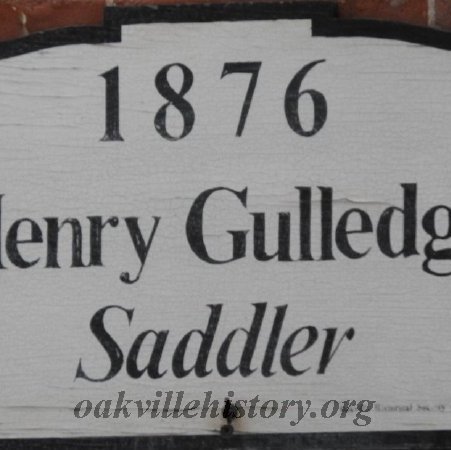 1876
Henry Gulledg
Saddler
oakvillehistory.org